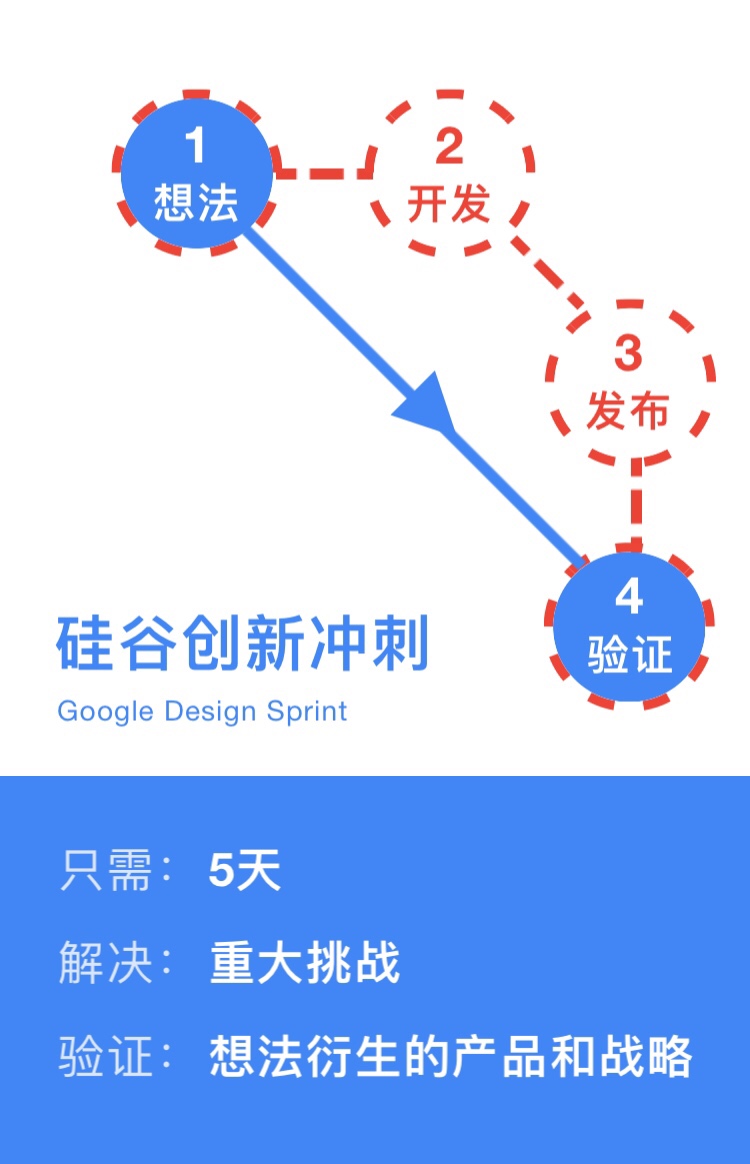 1
想法
2
开发
3
发布
4
验证
硅谷创新冲刺
Google Design Sprint
只需： 5天
解决： 重大挑战
验证： 想法衍生的产品和战略